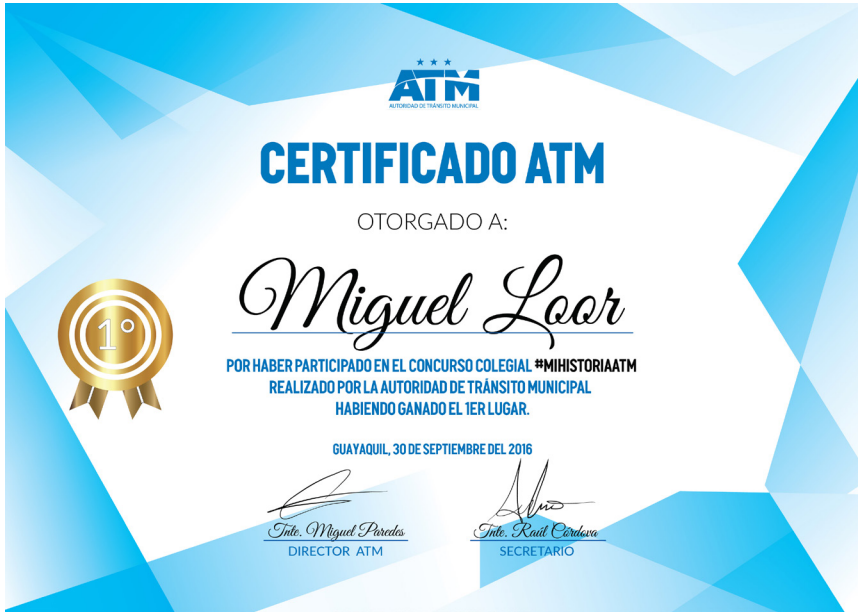 ATM
AUTORIDAD DE TRÁNSITO MUNICIPAL
CERTIFICADO ATM
OTORGADO A:
Miguel Loor
1°
POR HABER PARTICIPADO EN EL CONCURSO COLEGIAL #MIHISTORIAATM
REALIZADO POR LA AUTORIDAD DE TRÁNSITO MUNICIPAL
HABIENDO GANADO EL 1ER LUGAR.
GUAYAQUIL, 30 DE SEPTIEMBRE DEL 2016
Tnte. Miguel Paredes
DIRECTOR ATM
Tnte. Raúl Córdova
SECRETARIO